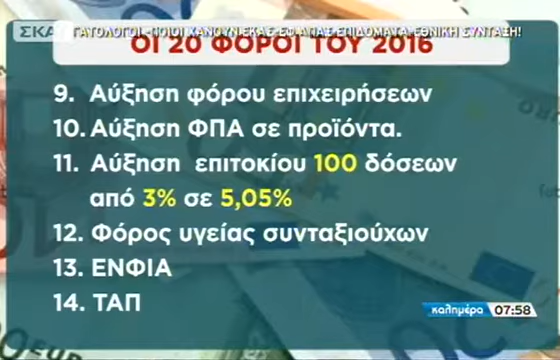 ΣΚΑ
ΓΑΤΟΛΟΓΟΙ -ΠΟΙΟΙ ΧΑΝΟΥΝ ΕΚΑΣ ΕΦ ΑΠΑΞ ΕΠΙΔΟΜΑΤΑ ΕΘΝΙΚΗ ΣΥΝΤΑΞΗ!
ΟΙ 20 ΦΟΡΟΙ ΤΟΥ 2016
9. Αύξηση φόρου επιχειρήσεων
10. Αύξηση ΦΠΑ σε προϊόντα.
11. Αύξηση επιτοκίου 100 δόσεων
από 3% σε 5,05%
12. Φόρος υγείας συνταξιούχων
13. ΕΝΦΙΑ
14. ΤΑΠ
καλημέρα 07:58